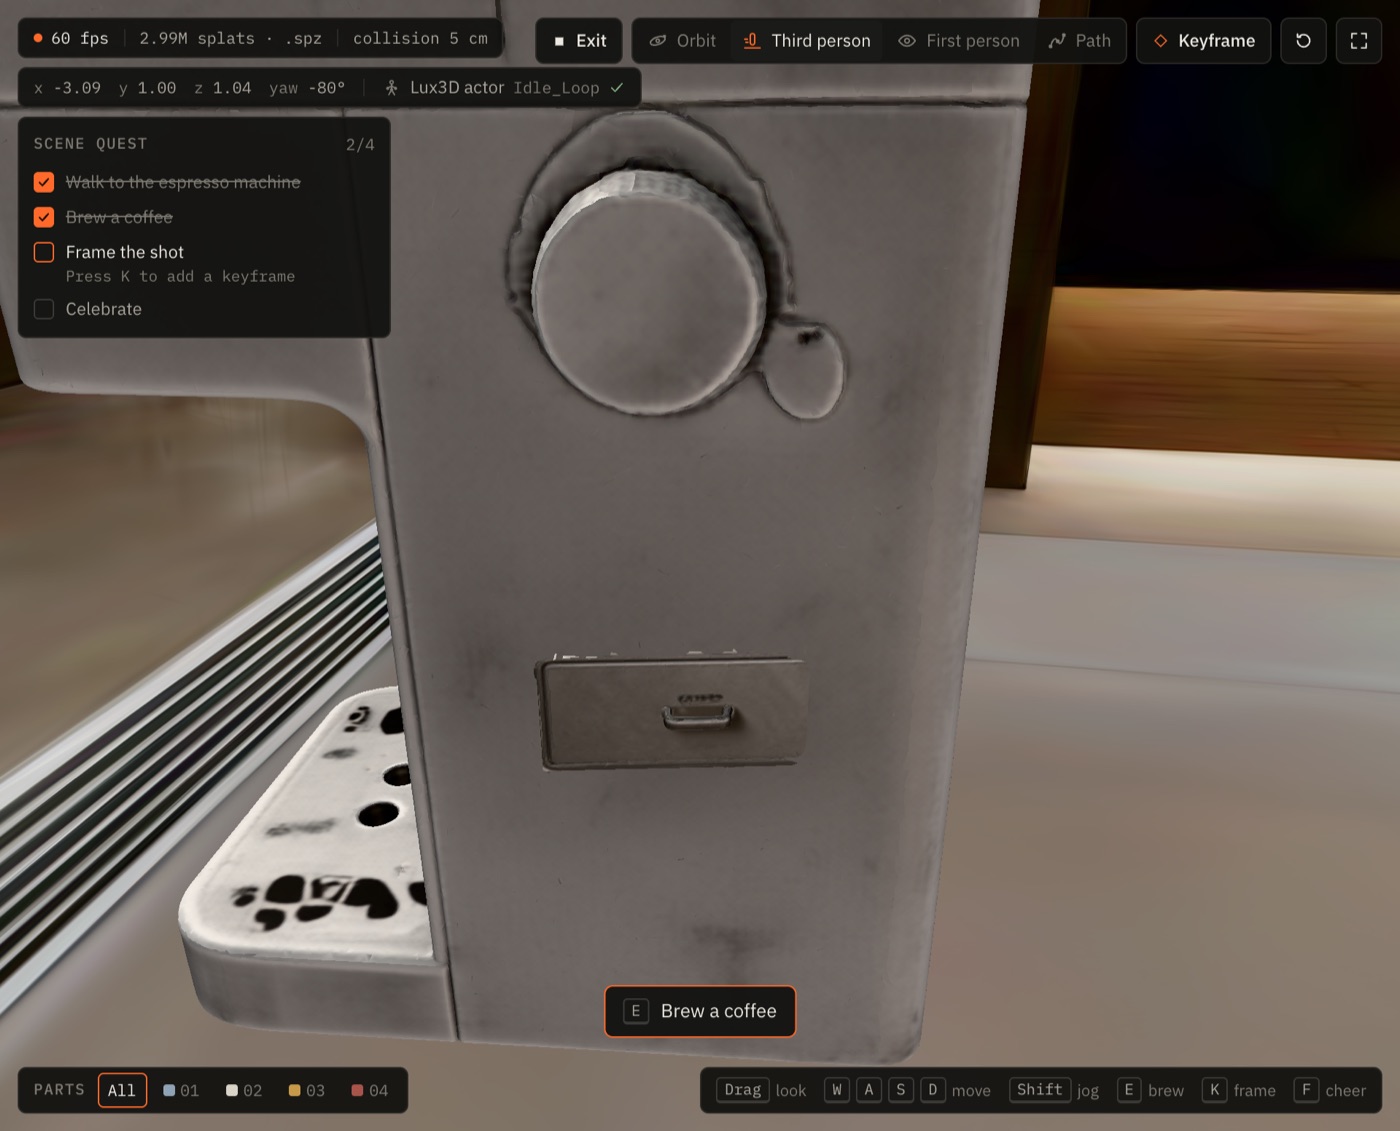 60 fps 2.99M splats · .spz collision 5 cm
Exit
Orbit Third person First person Path
Keyframe
x -3.09 y 1.00 z 1.04 yaw -80° Lux3D actor Idle_Loop
SCENE QUEST 2/4
Walk to the espresso machine
Brew a coffee
Frame the shot
Press K to add a keyframe
Celebrate
E Brew a coffee
PARTS All 01 02 03 04
Drag look W A S D move Shift jog E brew K frame F cheer